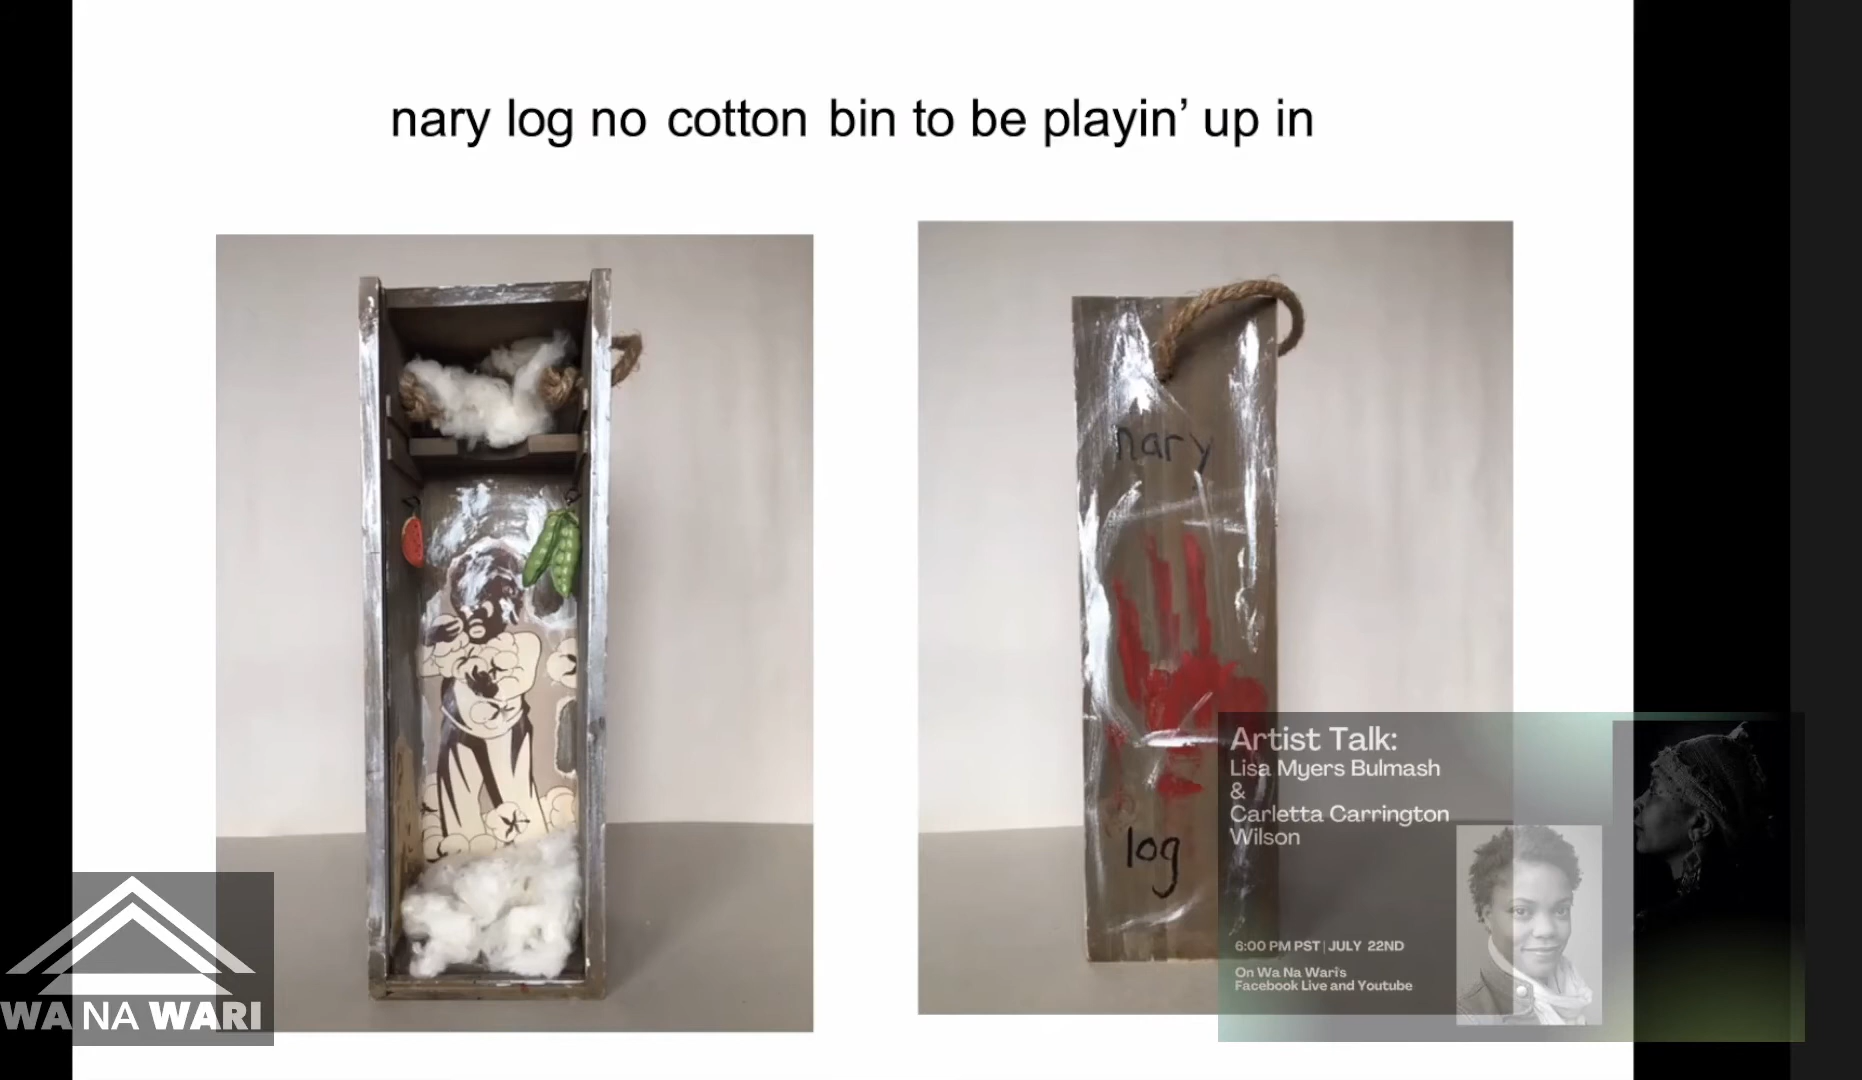 nary log no cotton bin to be playin’ up in
nary
log
Artist Talk:
Lisa Myers Bulmash
&
Carletta Carrington
Wilson
6:00 PM PST | JULY 22ND
On Wa Na Wari's
Facebook Live and Youtube
WA NA WARI